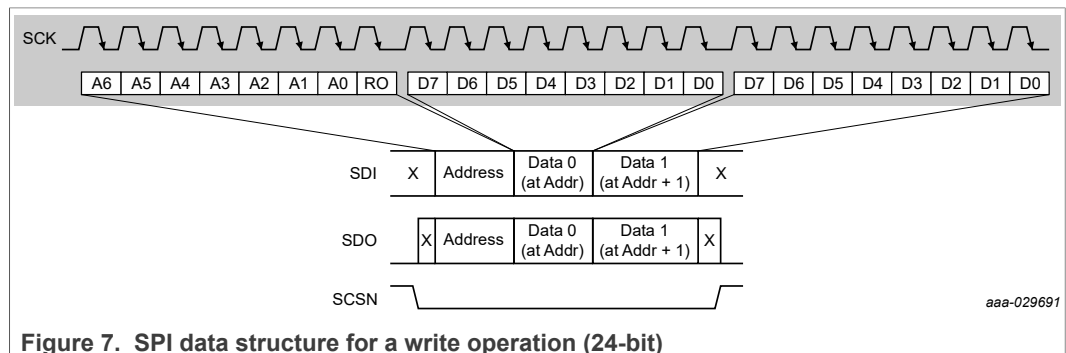 SCK
A6 A5 A4 A3 A2 A1 A0 RO D7 D6 D5 D4 D3 D2 D1 D0 D7 D6 D5 D4 D3 D2 D1 D0
SDI X Address Data 0 (at Addr) Data 1 (at Addr + 1) X
SDO X Address Data 0 (at Addr) Data 1 (at Addr + 1) X
SCSN
aaa-029691
Figure 7. SPI data structure for a write operation (24-bit)